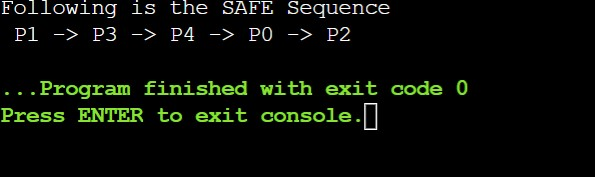 Following is the SAFE Sequence
P1 -> P3 -> P4 -> P0 -> P2
...Program finished with exit code 0
Press ENTER to exit console.